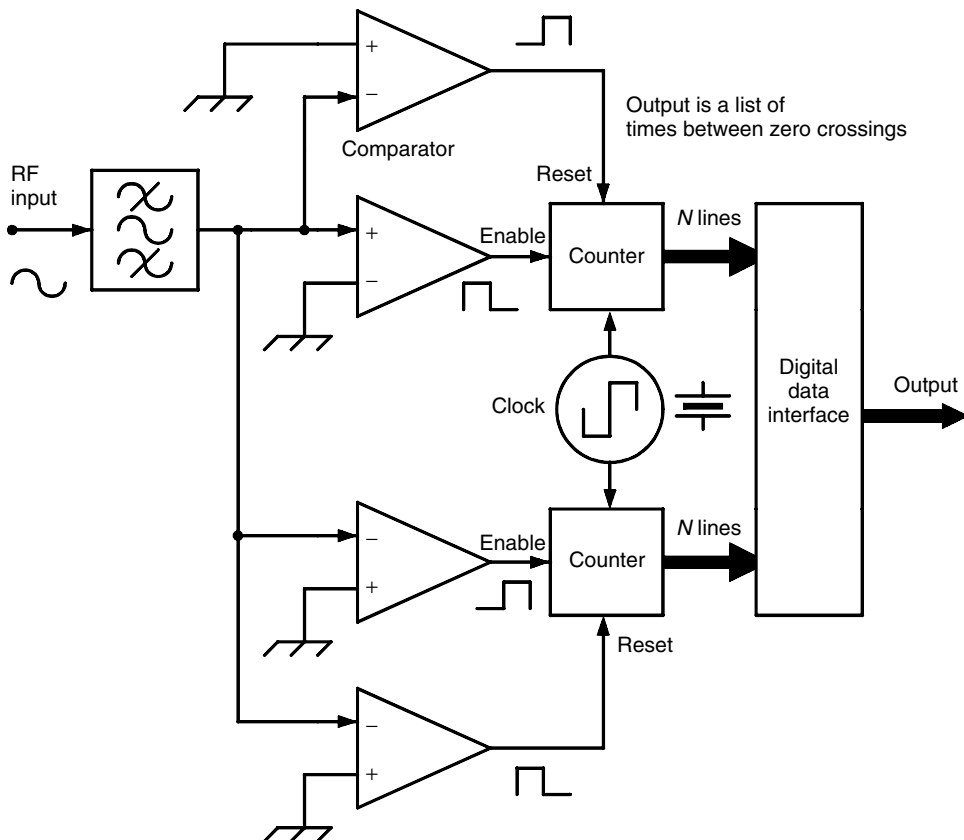 +
−
Comparator
Output is a list of
times between zero crossings
RF
input
Reset
+
−
Enable
Counter
N lines
Clock
Digital
data
interface
Output
−
+
Enable
Counter
N lines
Reset
−
+